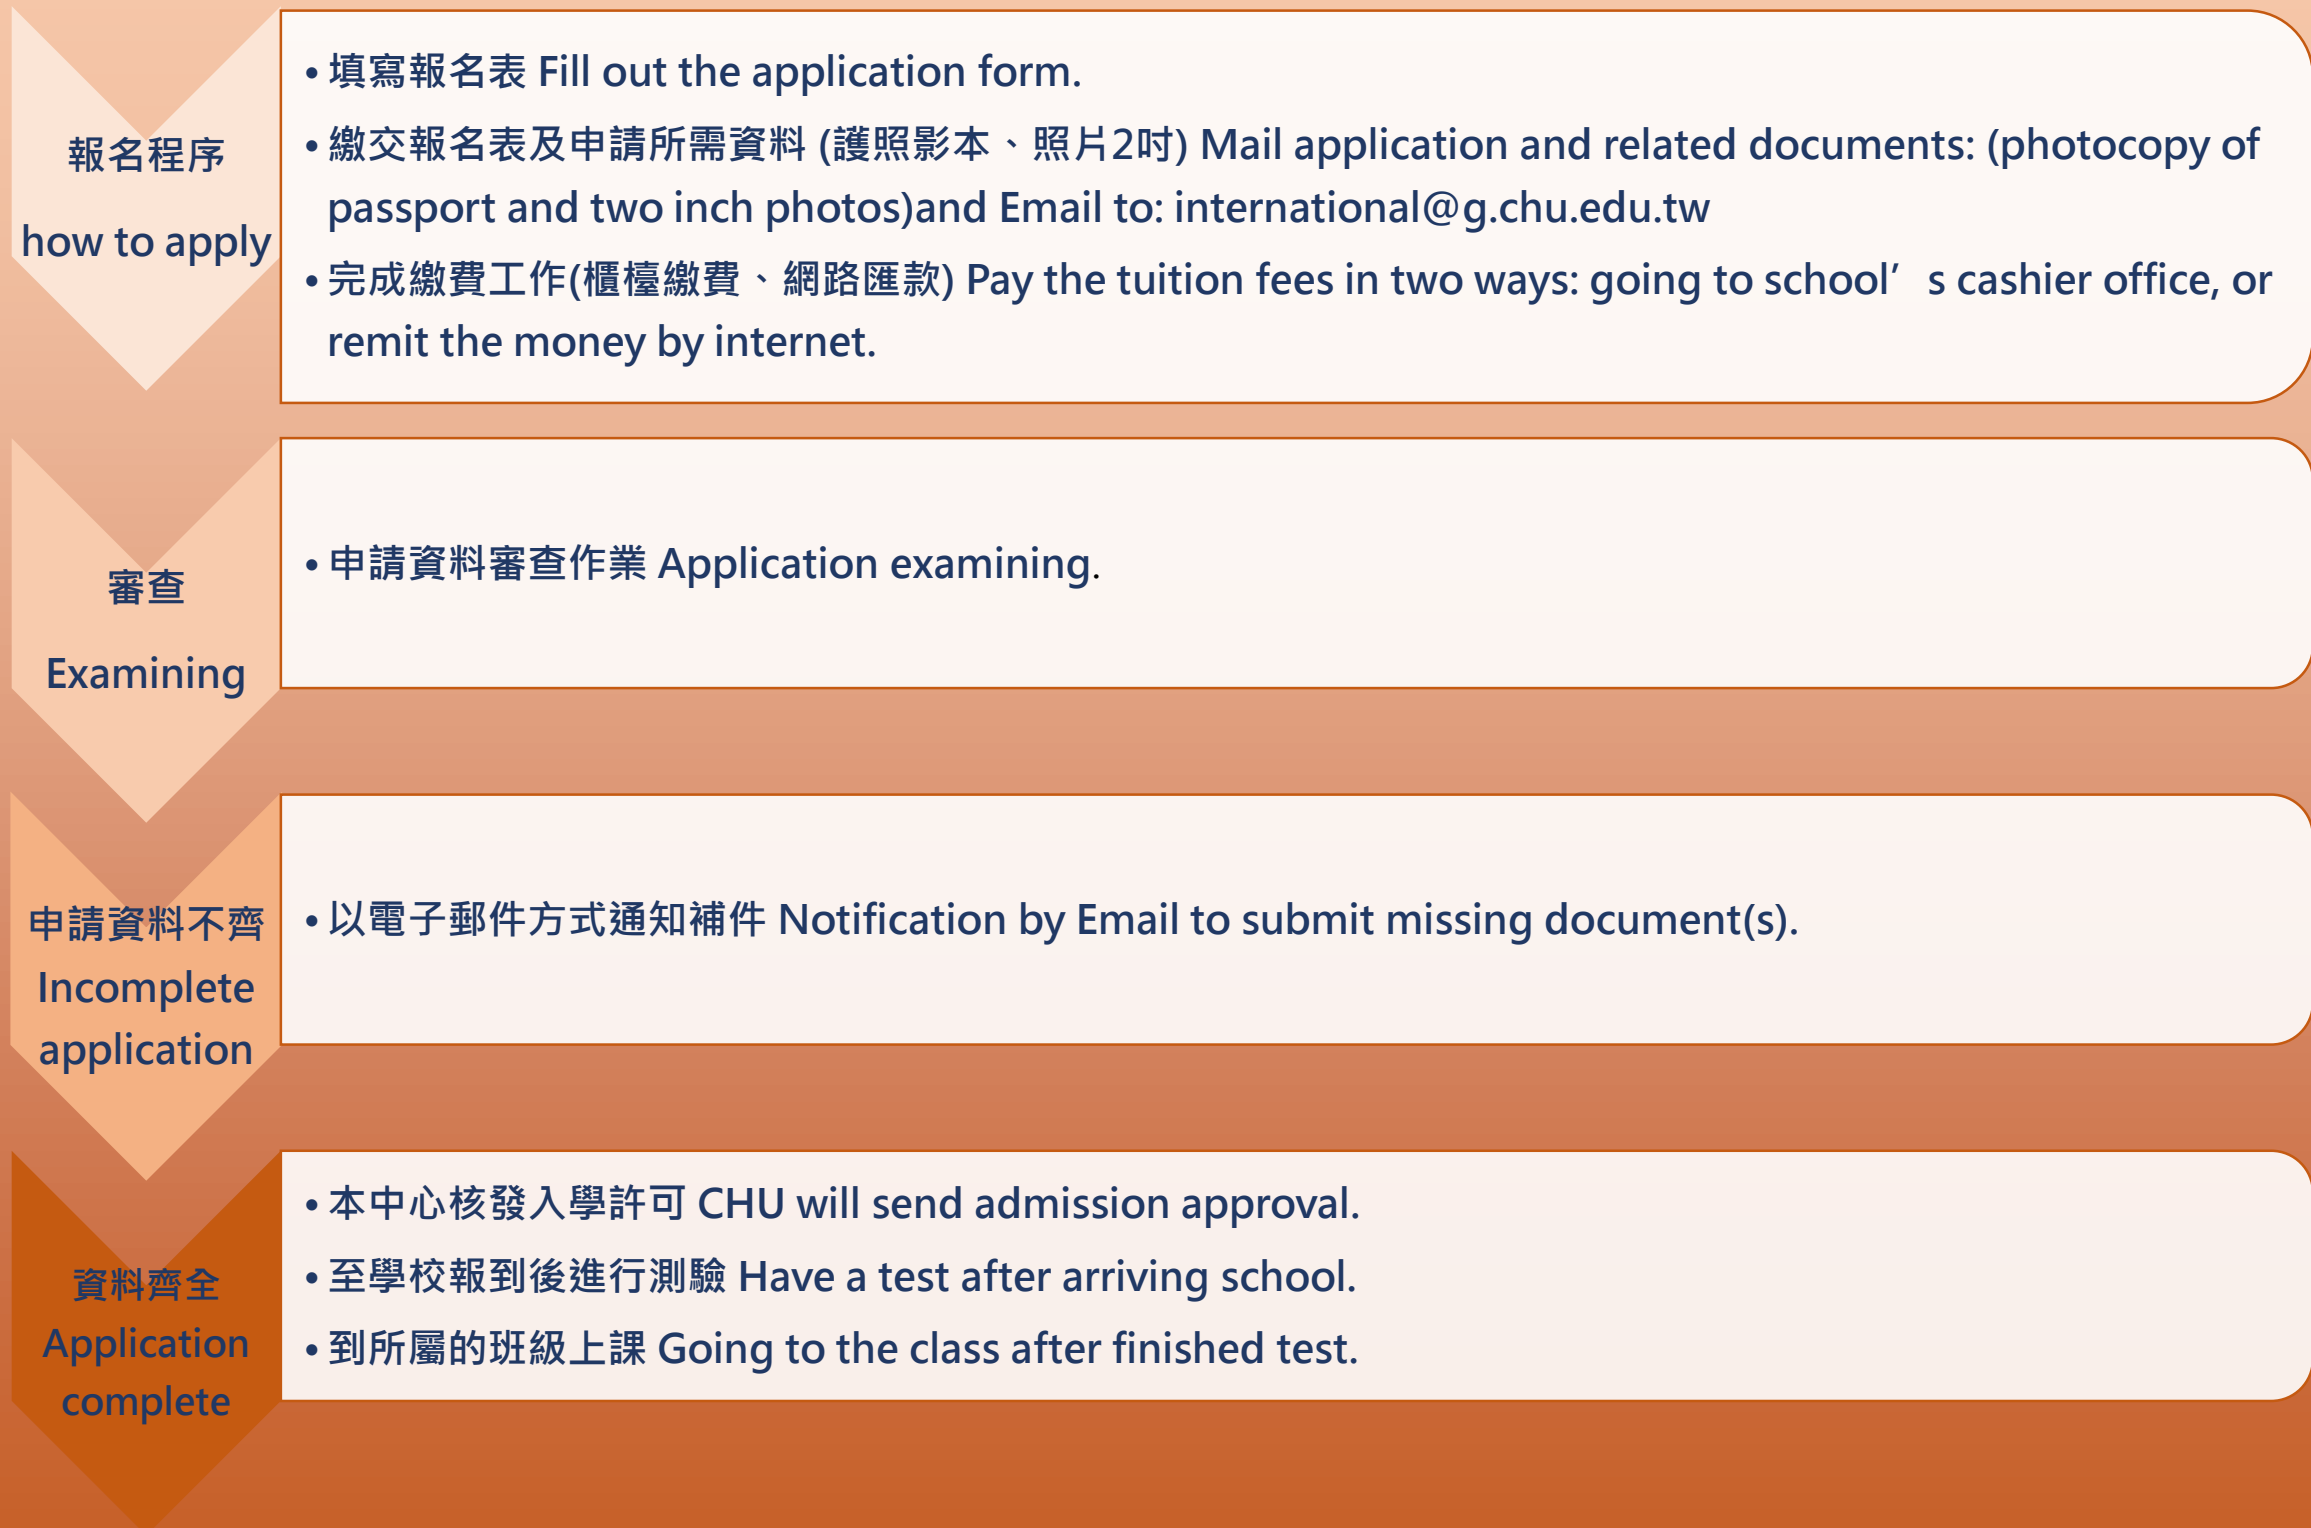 報名程序
how to apply
• 填寫報名表 Fill out the application form.
• 繳交報名表及申請所需資料 (護照影本、照片2吋) Mail application and related documents: (photocopy of
passport and two inch photos)and Email to: international@g.chu.edu.tw
• 完成繳費工作(櫃檯繳費、網路匯款) Pay the tuition fees in two ways: going to school’s cashier office, or
remit the money by internet.
審查
Examining
• 申請資料審查作業 Application examining.
申請資料不齊
Incomplete
application
• 以電子郵件方式通知補件 Notification by Email to submit missing document(s).
資料齊全
Application
complete
• 本中心核發入學許可 CHU will send admission approval.
• 至學校報到後進行測驗 Have a test after arriving school.
• 到所屬的班級上課 Going to the class after finished test.